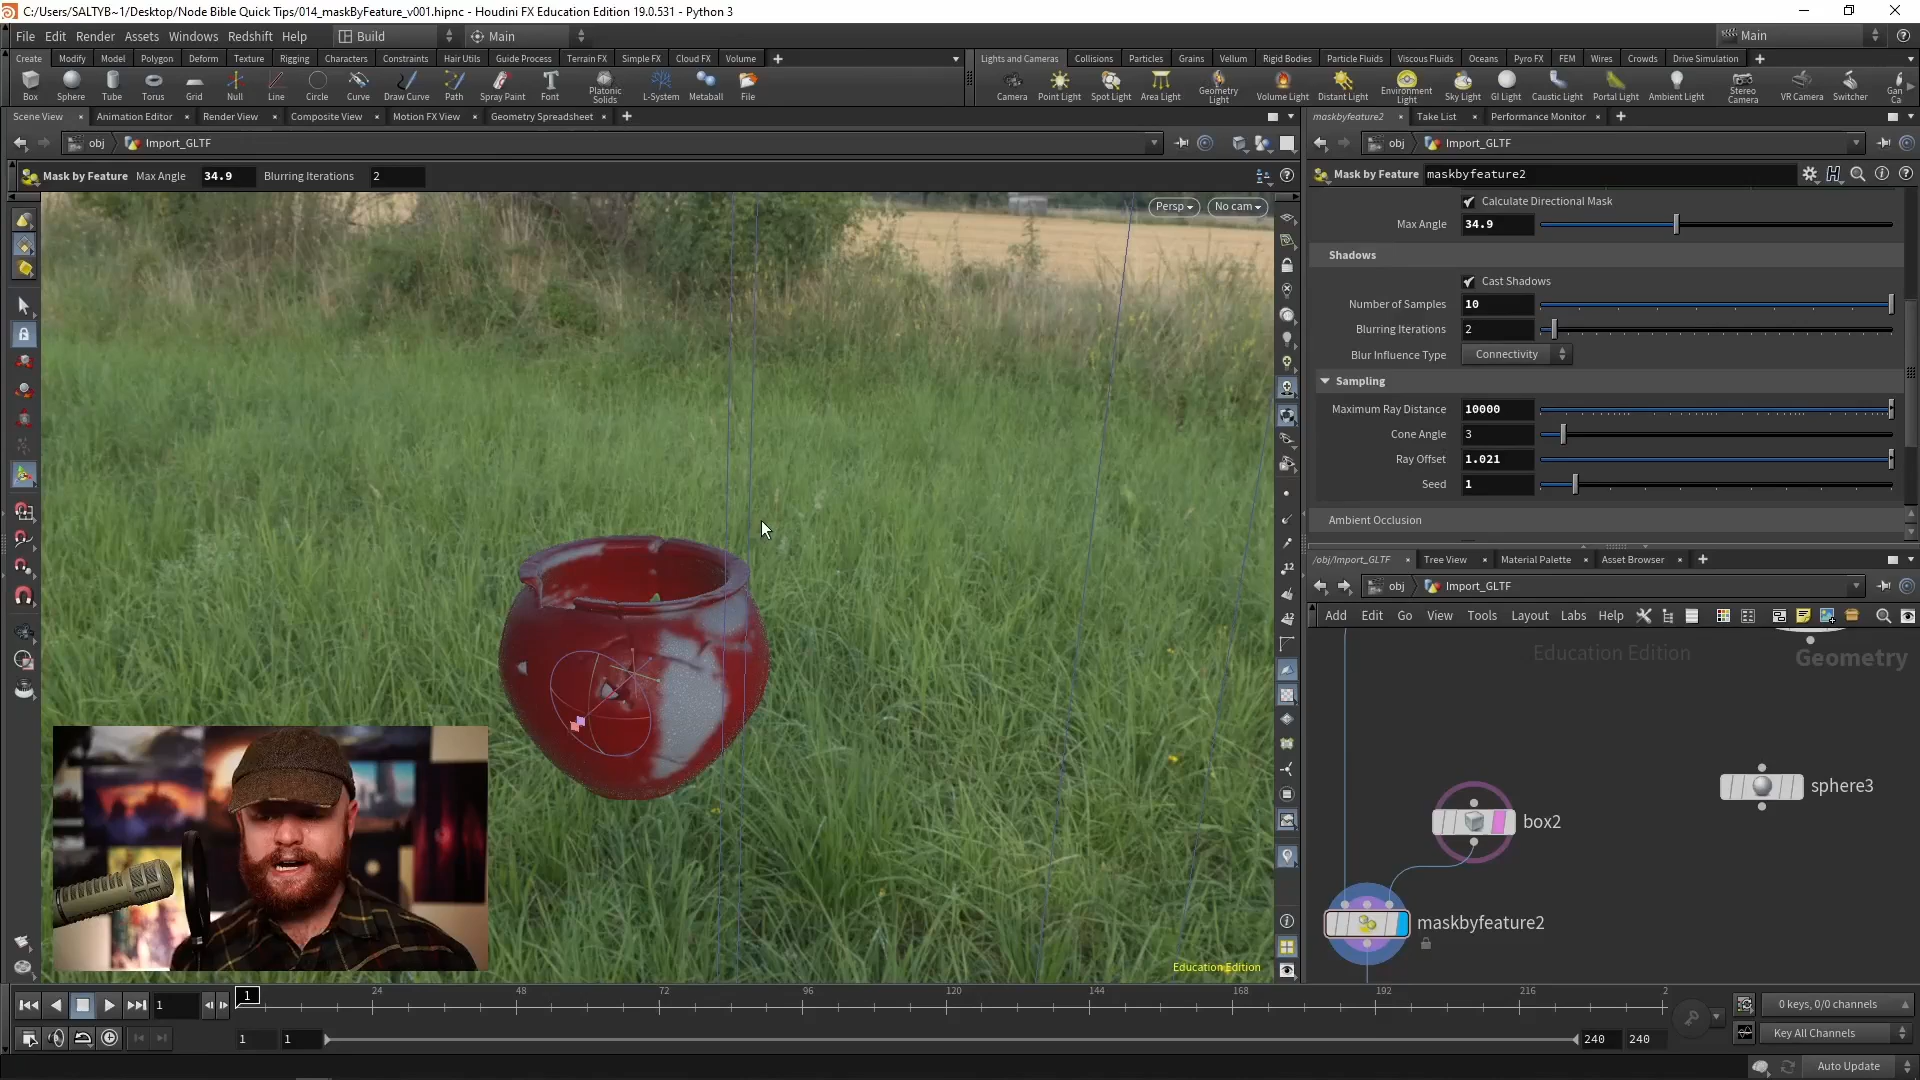 C:/Users/SALTYB~1/Desktop/Node Bible Quick Tips/014_maskByFeature_v001.hipnc - Houdini FX Education Edition 19.0.531 - Python 3
File Edit Render Assets Windows Redshift Help Build Main Main
Create Modify Model Polygon Deform Texture Rigging Characters Constraints Hair Utils Guide Process Terrain FX Simple FX Cloud FX Volume
Box Sphere Tube Torus Grid Null Line Circle Curve Draw Curve Path Spray Paint Font Platonic Solids L-System Metaball File
Lights and Cameras Collisions Particles Grains Vellum Rigid Bodies Particle Fluids Viscous Fluids Oceans Pyro FX FEM Wires Crowds Drive Simulation
Camera Point Light Spot Light Area Light Geometry Light Volume Light Distant Light Environment Light Sky Light GI Light Caustic Light Portal Light Ambient Light Stereo Camera VR Camera Switcher Gan Ca
Scene View Animation Editor Render View Composite View Motion FX View Geometry Spreadsheet
obj Import_GLTF
Mask by Feature Max Angle 34.9 Blurring Iterations 2
Persp No cam
Education Edition
maskbyfeature2 Take List Performance Monitor
obj Import_GLTF
Mask by Feature maskbyfeature2
Calculate Directional Mask
Max Angle 34.9
Shadows
Cast Shadows
Number of Samples 10
Blurring Iterations 2
Blur Influence Type Connectivity
Sampling
Maximum Ray Distance 10000
Cone Angle 3
Ray Offset 1.021
Seed 1
Ambient Occlusion
/obj/Import_GLTF Tree View Material Palette Asset Browser
obj Import_GLTF
Add Edit Go View Tools Layout Labs Help
Education Edition Geometry
sphere3
box2
maskbyfeature2
1 1 24 48 72 96 120 144 168 192 216 2
1 1 240 240
0 keys, 0/0 channels
Key All Channels
Auto Update